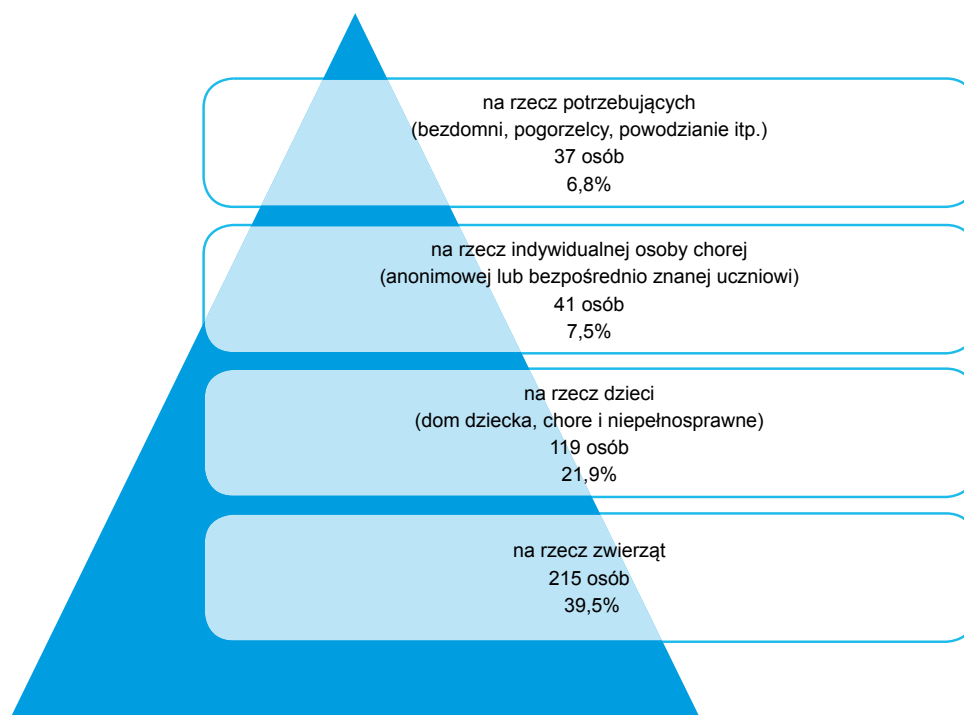 na rzecz potrzebujących
(bezdomni, pogorzelcy, powodzianie itp.)
37 osób
6,8%
na rzecz indywidualnej osoby chorej
(anonimowej lub bezpośrednio znanej uczniowi)
41 osób
7,5%
na rzecz dzieci
(dom dziecka, chore i niepełnosprawne)
119 osób
21,9%
na rzecz zwierząt
215 osób
39,5%